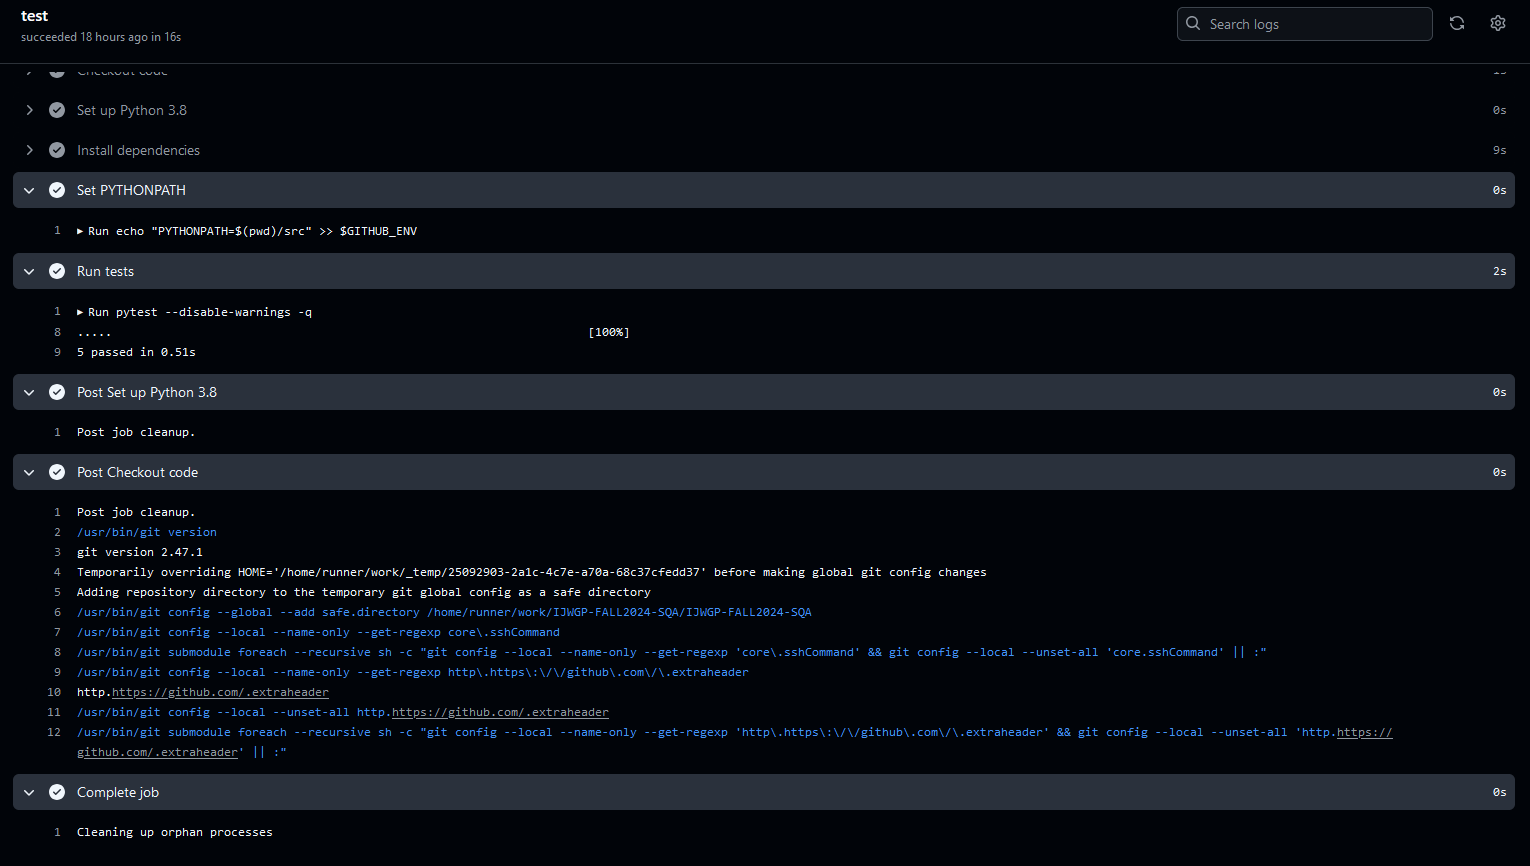 test
succeeded 18 hours ago in 16s
Search logs
Checkout code 1s
Set up Python 3.8 0s
Install dependencies 9s
Set PYTHONPATH 0s
1 Run echo "PYTHONPATH=$(pwd)/src" >> $GITHUB_ENV
Run tests 2s
1 Run pytest --disable-warnings -q
8 ..... [100%]
9 5 passed in 0.51s
Post Set up Python 3.8 0s
1 Post job cleanup.
Post Checkout code 0s
1 Post job cleanup.
2 /usr/bin/git version
3 git version 2.47.1
4 Temporarily overriding HOME='/home/runner/work/_temp/25092903-2a1c-4c7e-a70a-68c37cfedd37' before making global git config changes
5 Adding repository directory to the temporary git global config as a safe directory
6 /usr/bin/git config --global --add safe.directory /home/runner/work/IJWGP-FALL2024-SQA/IJWGP-FALL2024-SQA
7 /usr/bin/git config --local --name-only --get-regexp core\.sshCommand
8 /usr/bin/git submodule foreach --recursive sh -c "git config --local --name-only --get-regexp 'core\.sshCommand' && git config --local --unset-all 'core.sshCommand' || :"
9 /usr/bin/git config --local --name-only --get-regexp http\.https\:\/\/github\.com\/\.extraheader
10 http.https://github.com/.extraheader
11 /usr/bin/git config --local --unset-all http.https://github.com/.extraheader
12 /usr/bin/git submodule foreach --recursive sh -c "git config --local --name-only --get-regexp 'http\.https\:\/\/github\.com\/\.extraheader' && git config --local --unset-all 'http.https://
github.com/.extraheader' || :"
Complete job 0s
1 Cleaning up orphan processes